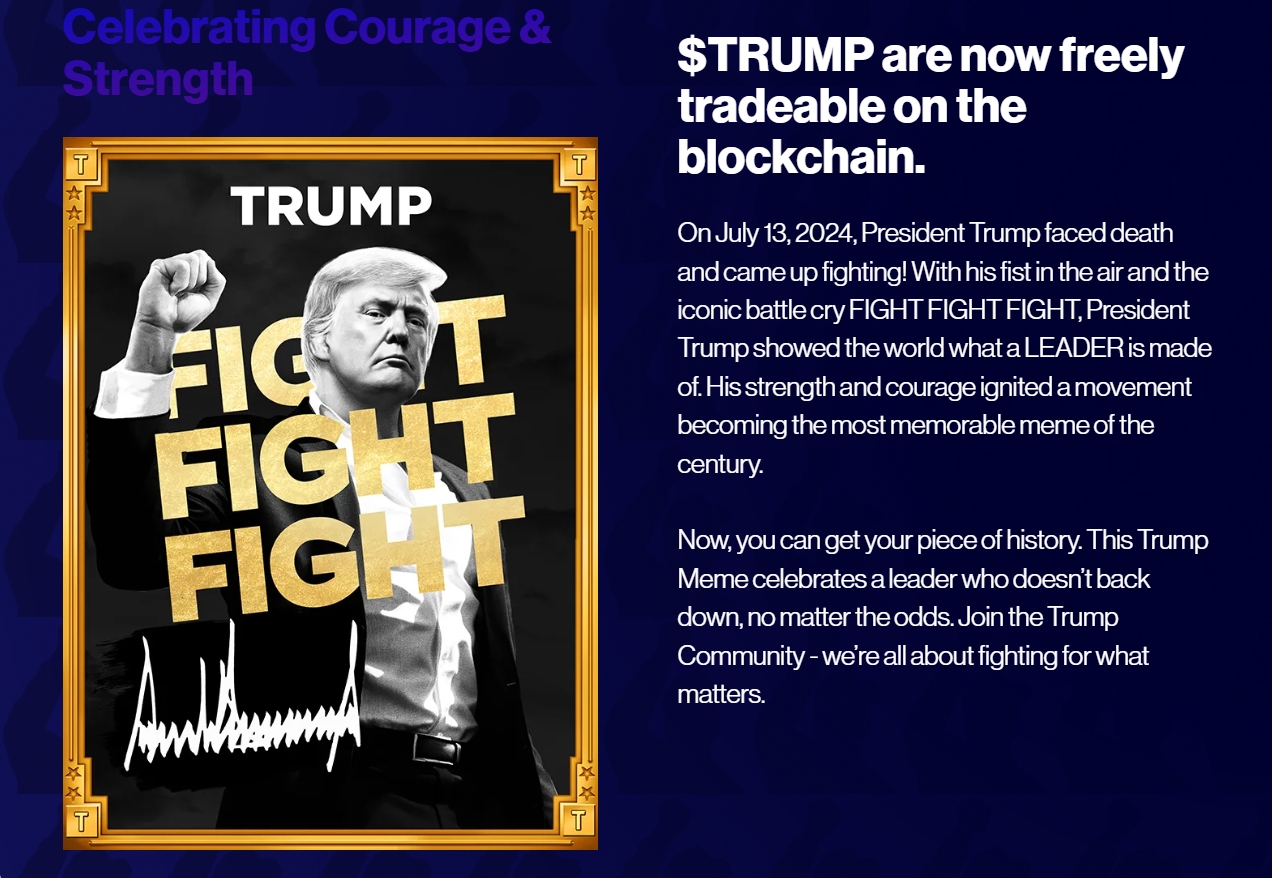 Celebrating Courage &
Strength
T
T
TRUMP
FIGHT
FIGHT
FIGHT
T
T
$TRUMP are now freely
tradeable on the
blockchain.
On July 13, 2024, President Trump faced death
and came up fighting! With his fist in the air and the
iconic battle cry FIGHT FIGHT FIGHT, President
Trump showed the world what a LEADER is made
of. His strength and courage ignited a movement
becoming the most memorable meme of the
century.
Now, you can get your piece of history. This Trump
Meme celebrates a leader who doesn’t back
down, no matter the odds. Join the Trump
Community - we’re all about fighting for what
matters.